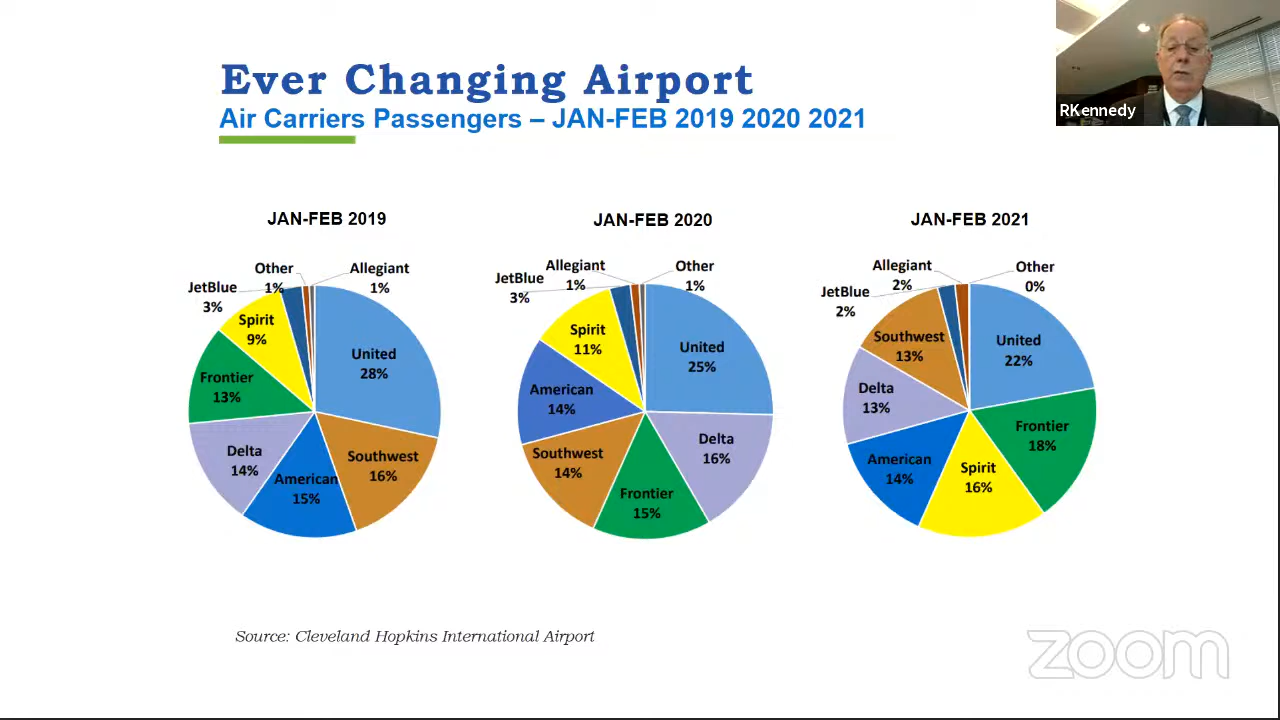 Ever Changing Airport
Air Carriers Passengers – JAN-FEB 2019 2020 2021
RKennedy
JAN-FEB 2019
Other
1%
Allegiant
1%
JetBlue
3%
Spirit
9%
United
28%
Frontier
13%
Delta
14%
Southwest
16%
American
15%
JAN-FEB 2020
Allegiant
1%
Other
1%
JetBlue
3%
Spirit
11%
United
25%
American
14%
Delta
16%
Southwest
14%
Frontier
15%
JAN-FEB 2021
Allegiant
2%
Other
0%
JetBlue
2%
Southwest
13%
United
22%
Delta
13%
Frontier
18%
American
14%
Spirit
16%
Source: Cleveland Hopkins International Airport
zoom